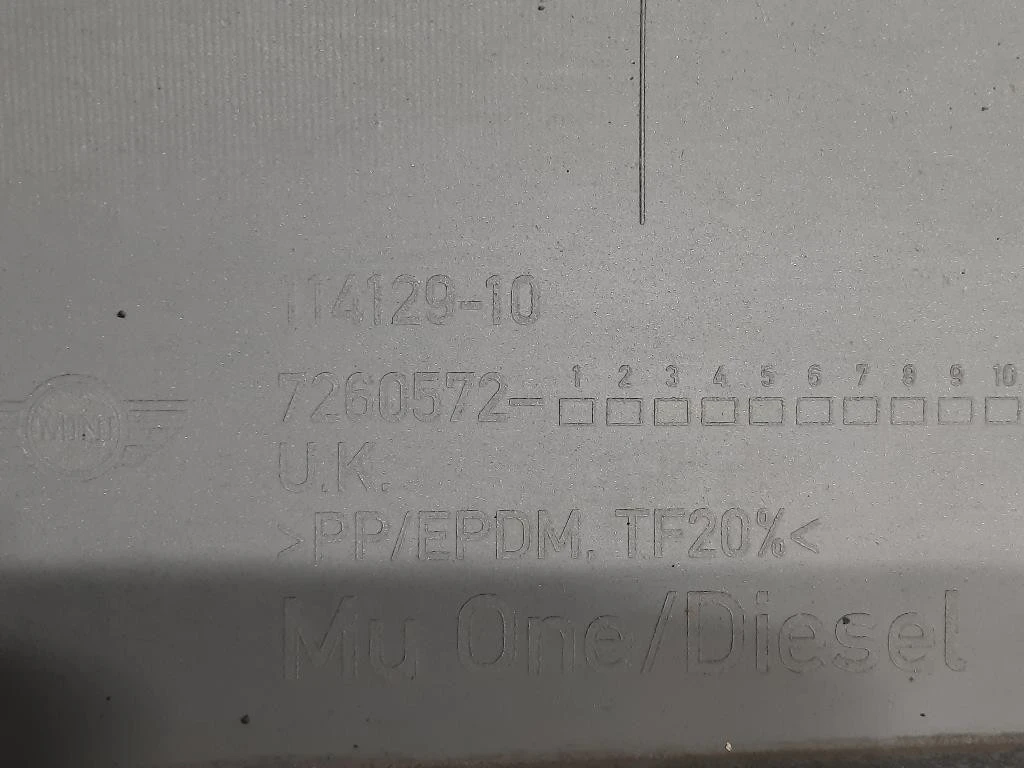 114129-10
1 2 3 4 5 6 7 8 9 10
7260572-
MINI
U.K.
>PP/EPDM, TF20%<
Mu One/Diesel